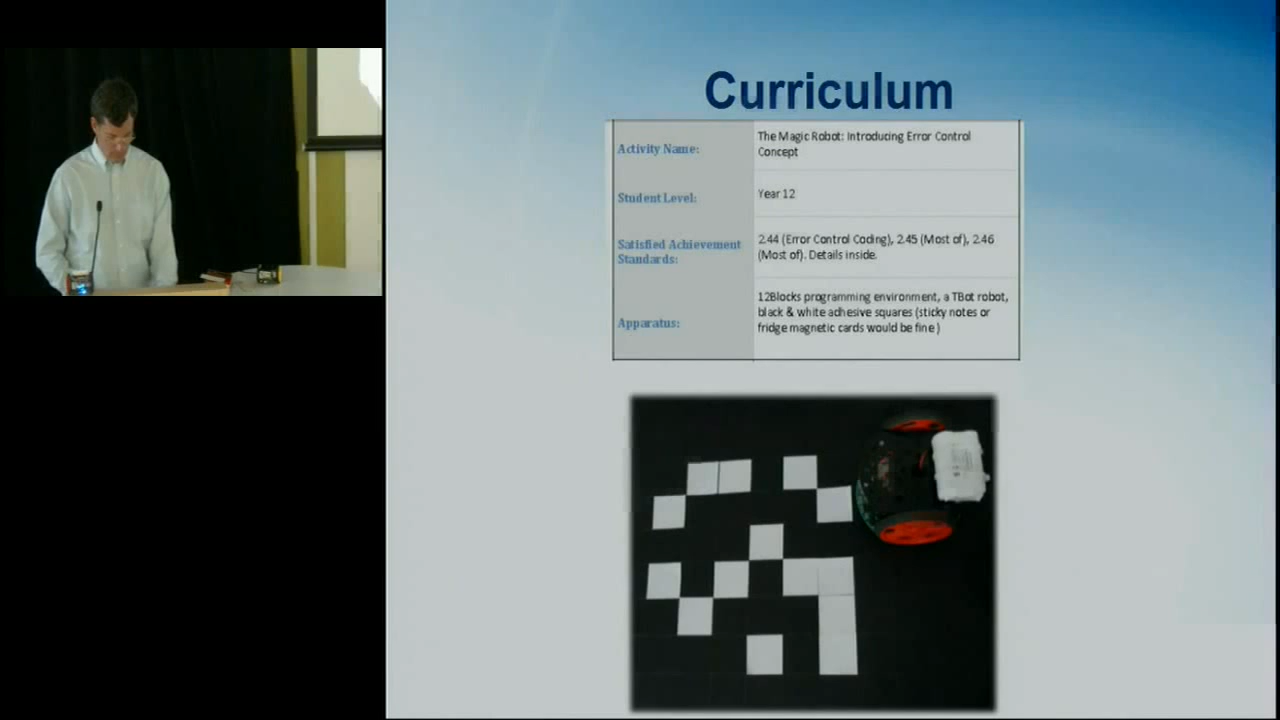 Curriculum
Activity Name:
The Magic Robot: Introducing Error Control
Concept
Student Level:
Year 12
Satisfied Achievement
Standards:
2.44 (Error Control Coding), 2.45 (Most of), 2.46
(Most of). Details inside.
Apparatus:
12Blocks programming environment, a TBot robot,
black & white adhesive squares (sticky notes or
fridge magnetic cards would be fine )